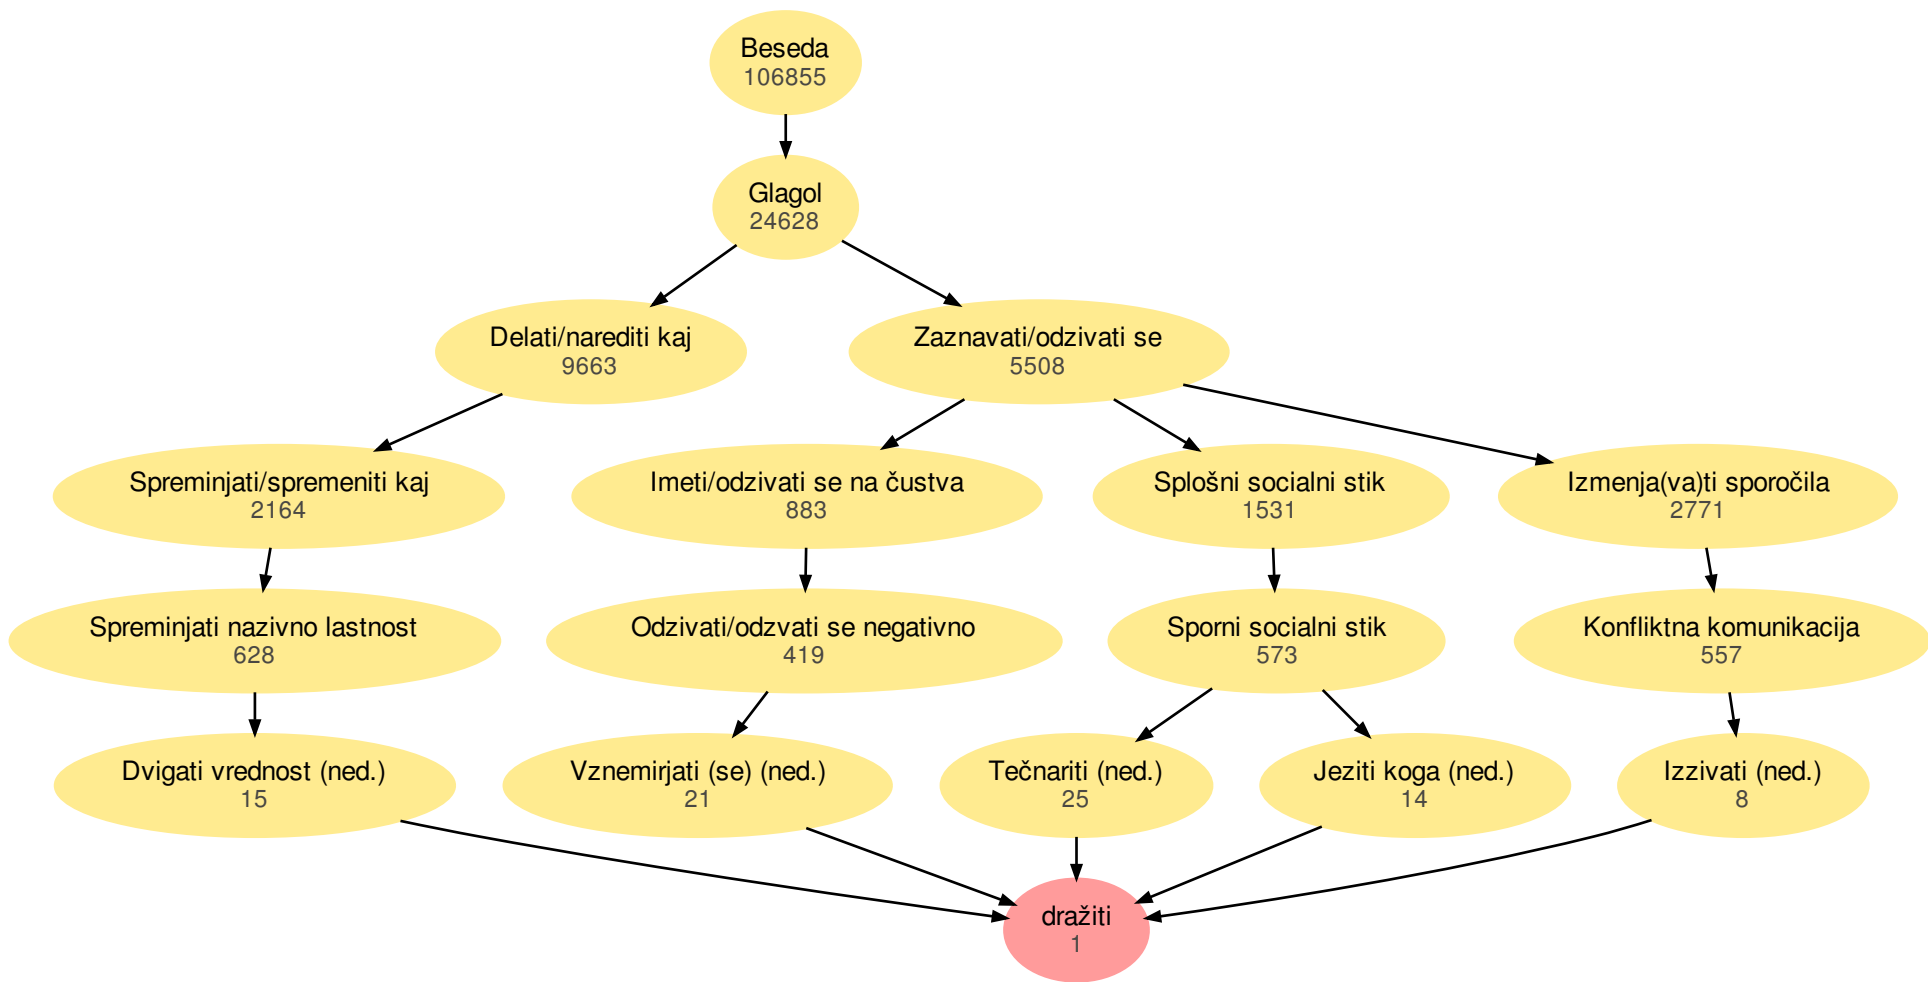 Beseda
106855
Glagol
24628
Delati/narediti kaj
9663
Zaznavati/odzivati se
5508
Spreminjati/spremeniti kaj
2164
Imeti/odzivati se na čustva
883
Splošni socialni stik
1531
Izmenja(va)ti sporočila
2771
Spreminjati nazivno lastnost
628
Odzivati/odzvati se negativno
419
Sporni socialni stik
573
Konfliktna komunikacija
557
Dvigati vrednost (ned.)
15
Vznemirjati (se) (ned.)
21
Tečnariti (ned.)
25
Jeziti koga (ned.)
14
Izzivati (ned.)
8
dražiti
1